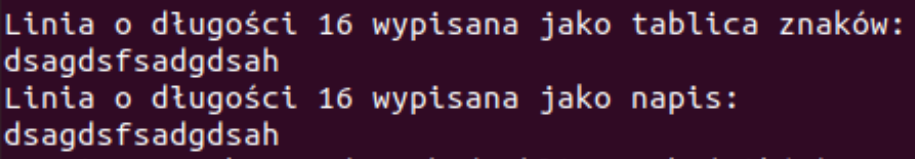 Linia o długości 16 wypisana jako tablica znaków:
dsagdsfsadgdsah
Linia o długości 16 wypisana jako napis:
dsagdsfsadgdsah